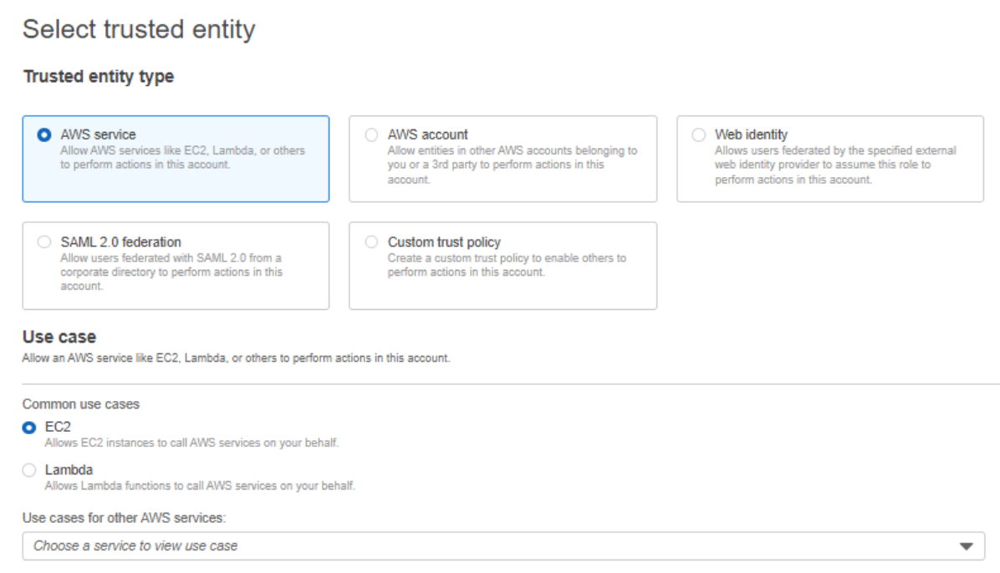 Select trusted entity
Trusted entity type
AWS service
Allow AWS services like EC2, Lambda, or others
to perform actions in this account.
AWS account
Allow entities in other AWS accounts belonging to
you or a 3rd party to perform actions in this
account.
Web identity
Allows users federated by the specified external
web identity provider to assume this role to
perform actions in this account.
SAML 2.0 federation
Allow users federated with SAML 2.0 from a
corporate directory to perform actions in this
account.
Custom trust policy
Create a custom trust policy to enable others to
perform actions in this account.
Use case
Allow an AWS service like EC2, Lambda, or others to perform actions in this account.
Common use cases
EC2
Allows EC2 instances to call AWS services on your behalf.
Lambda
Allows Lambda functions to call AWS services on your behalf.
Use cases for other AWS services:
Choose a service to view use case